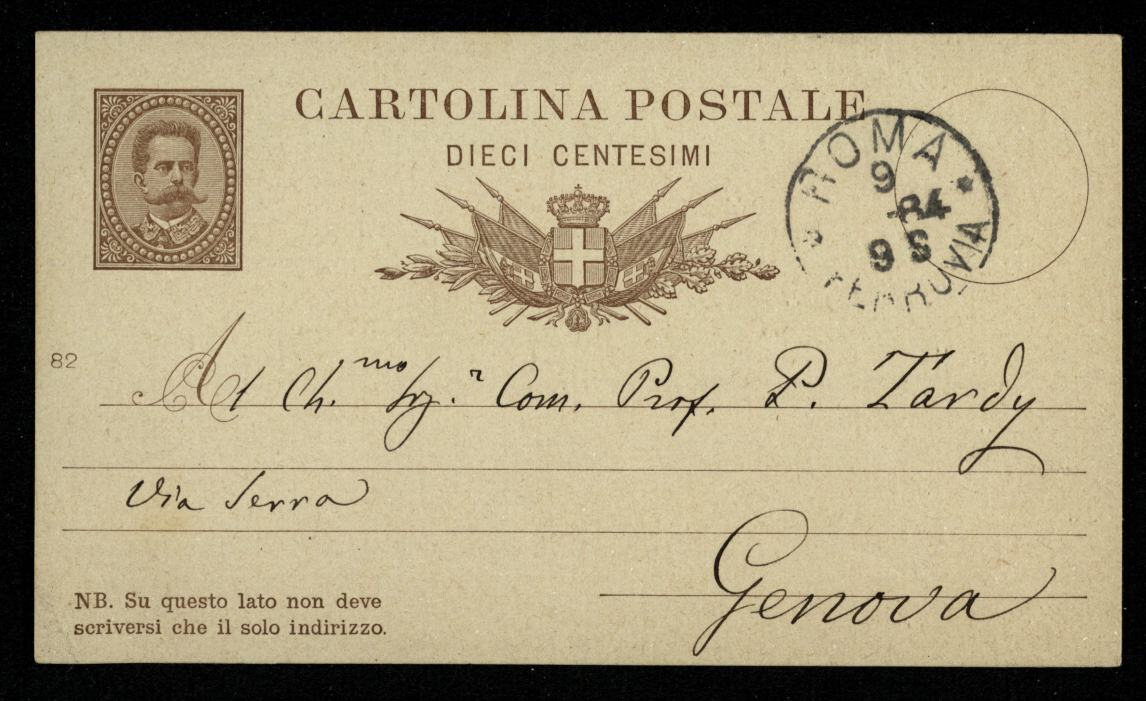 CARTOLINA POSTALE
DIECI CENTESIMI
ROMA
9
-84
9 S
FERROVIA
82
Al Ch.mo Sig.r Com. Prof. P. Tardy
Via Serra
Genova
NB. Su questo lato non deve
scriversi che il solo indirizzo.